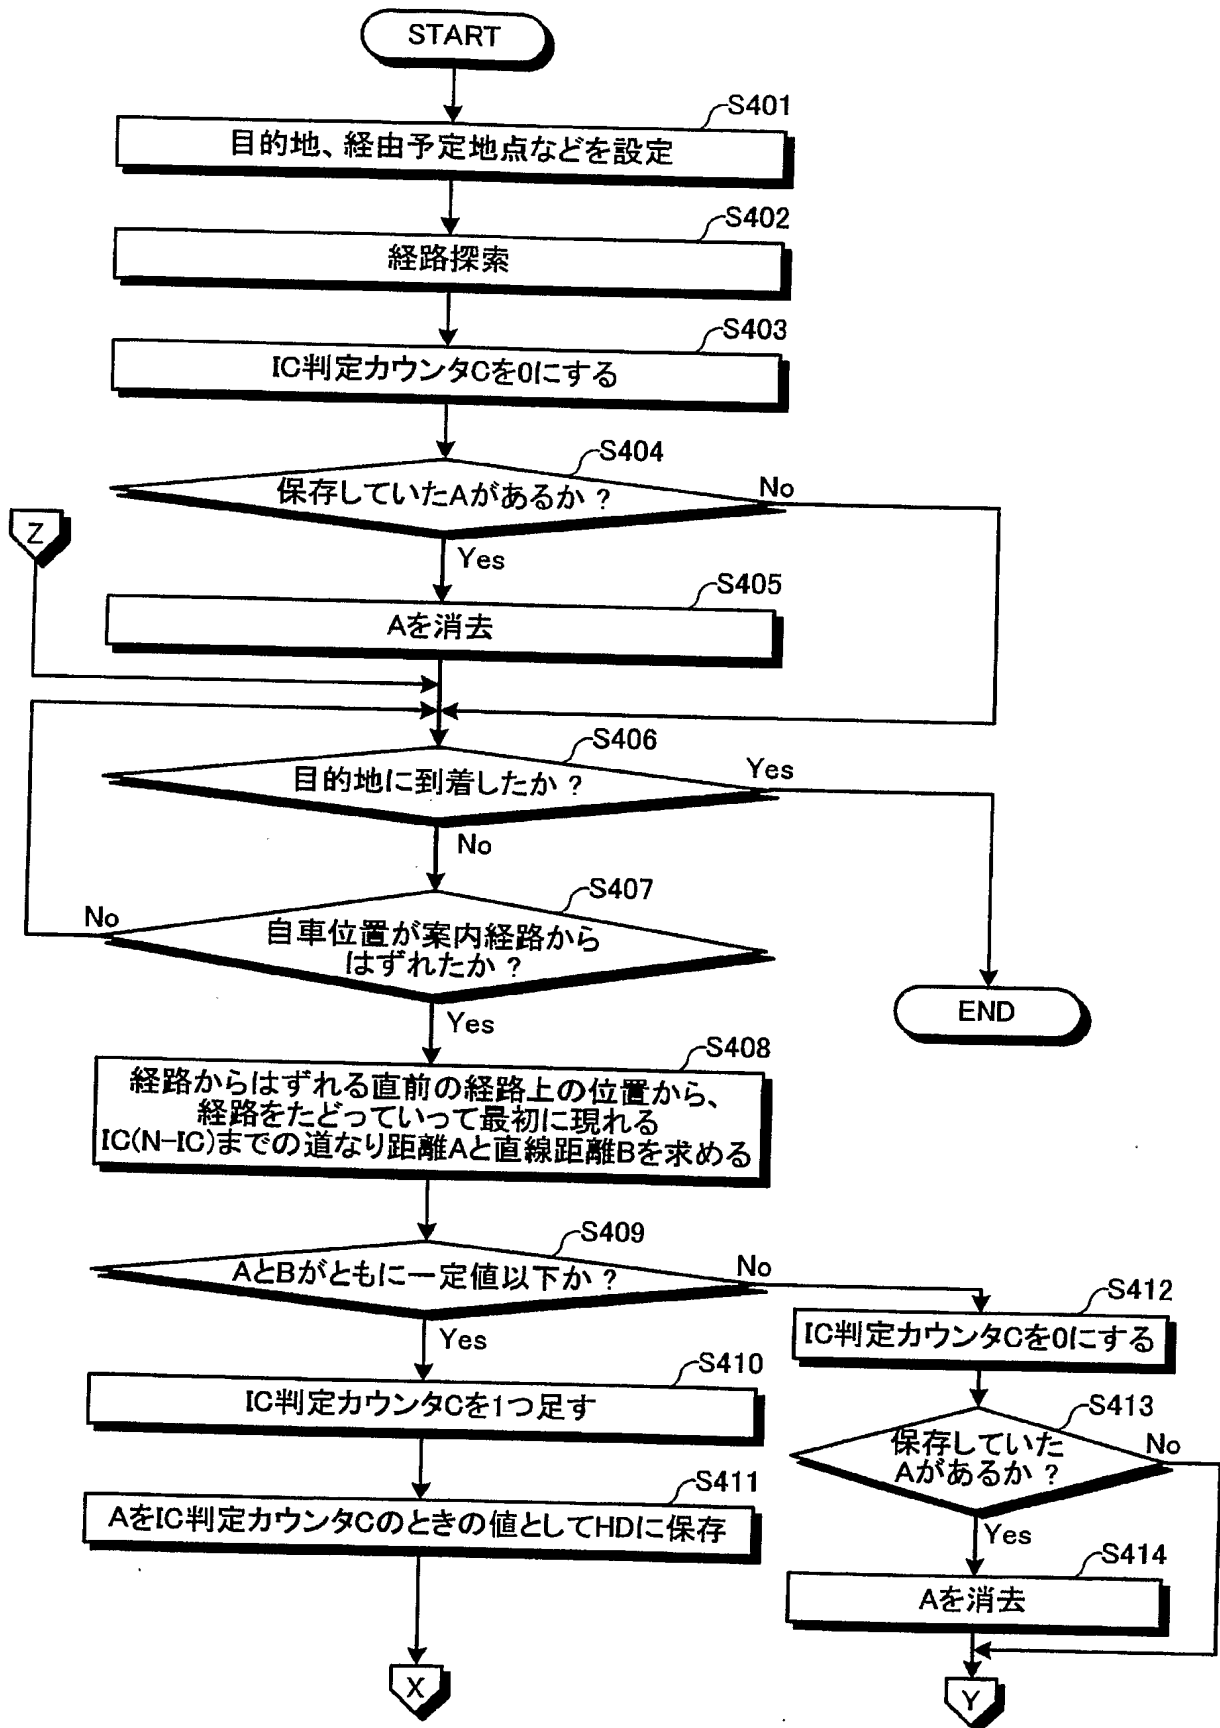 START
S401
目的地、経由予定地点などを設定
S402
経路探索
S403
IC判定カウンタCを0にする
S404
保存していたAがあるか？
No
Z
Yes
S405
Aを消去
S406
目的地に到着したか？
Yes
No
S407
No
自車位置が案内経路から
はずれたか？
END
Yes
S408
経路からはずれる直前の経路上の位置から、
経路をたどっていって最初に現れる
IC(N-IC)までの道なり距離Aと直線距離Bを求める
S409
AとBがともに一定値以下か？
No
S412
IC判定カウンタCを0にする
Yes
S410
IC判定カウンタCを1つ足す
S413
保存していた
Aがあるか？
No
S411
AをIC判定カウンタCのときの値としてHDに保存
Yes
S414
Aを消去
X
Y